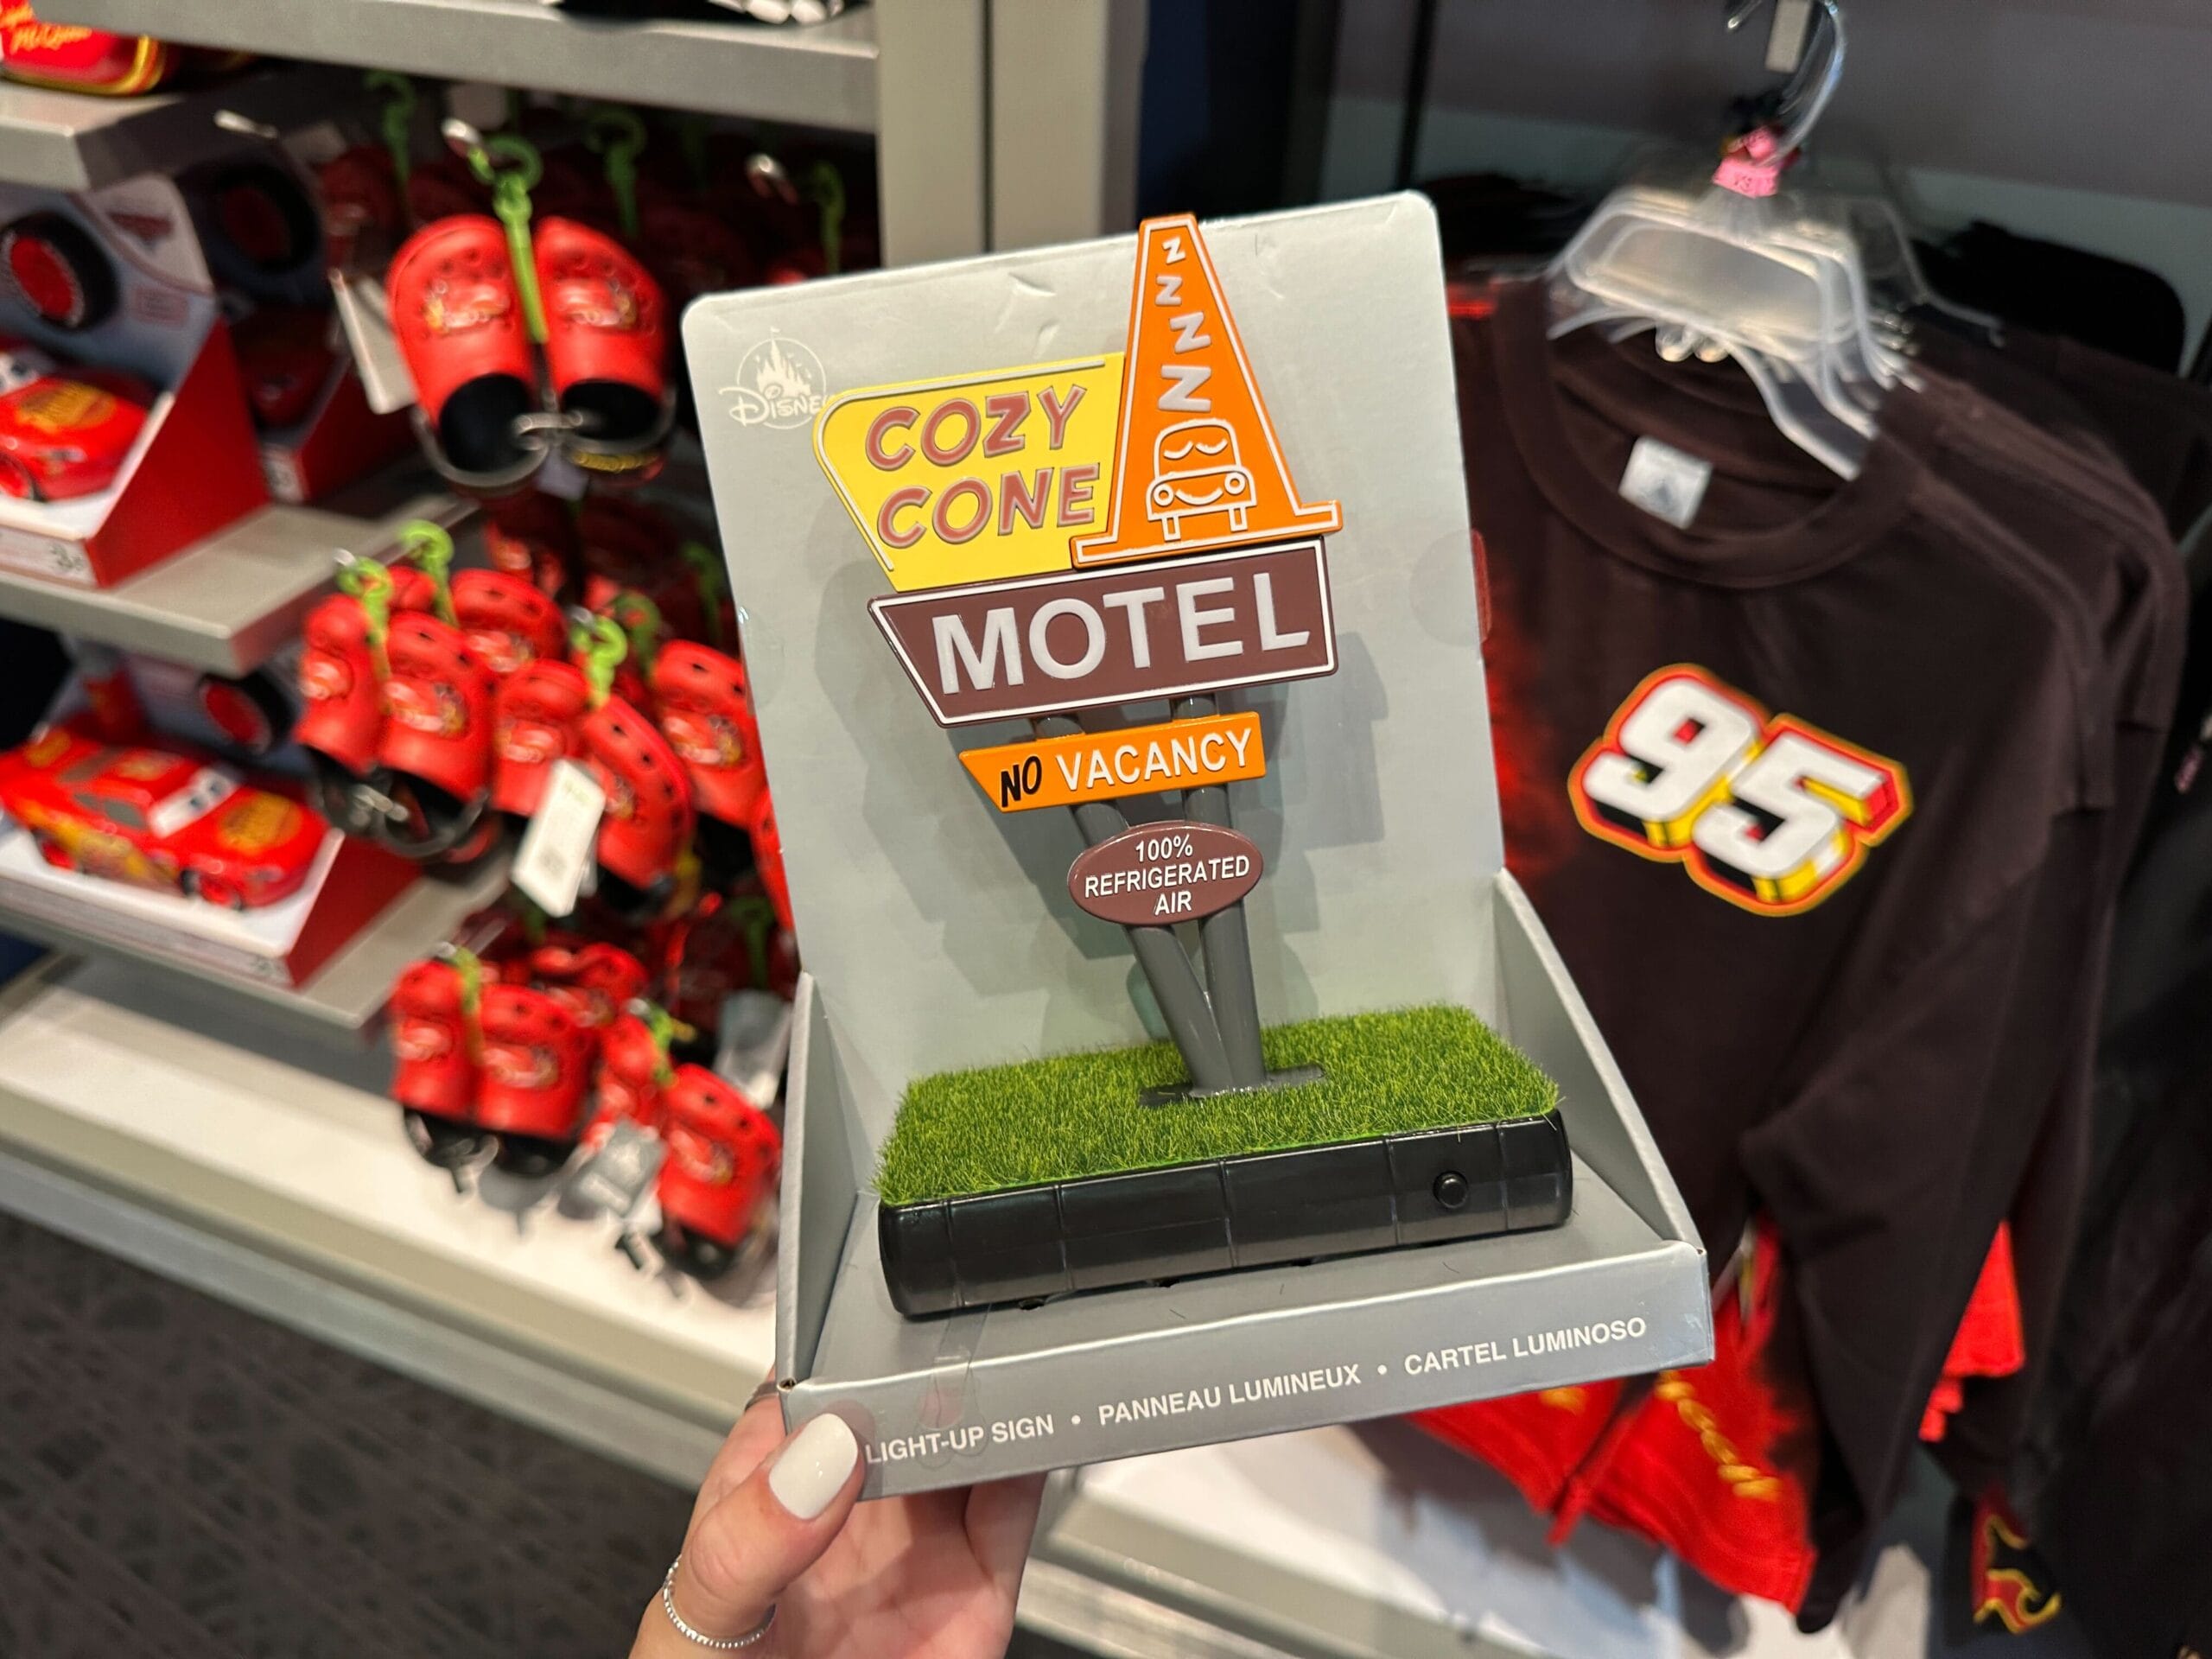 Disney
Z
Z
Z
Z
COZY
CONE
MOTEL
NO VACANCY
100%
REFRIGERATED
AIR
LIGHT-UP SIGN • PANNEAU LUMINEUX • CARTEL LUMINOSO
95